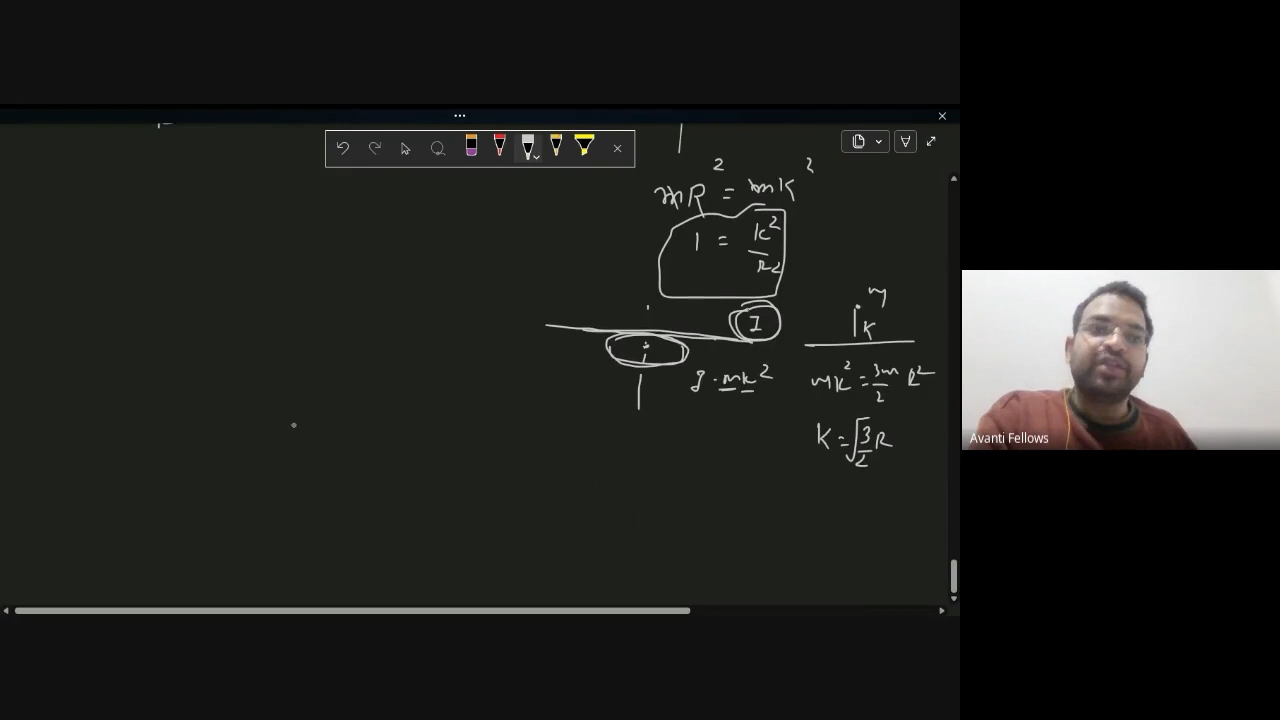 mR² = mk²
1 = k²/R²
I
m
K
I = mk²
mk² = 3m/2 R²
K = √3/2 R
Avanti Fellows